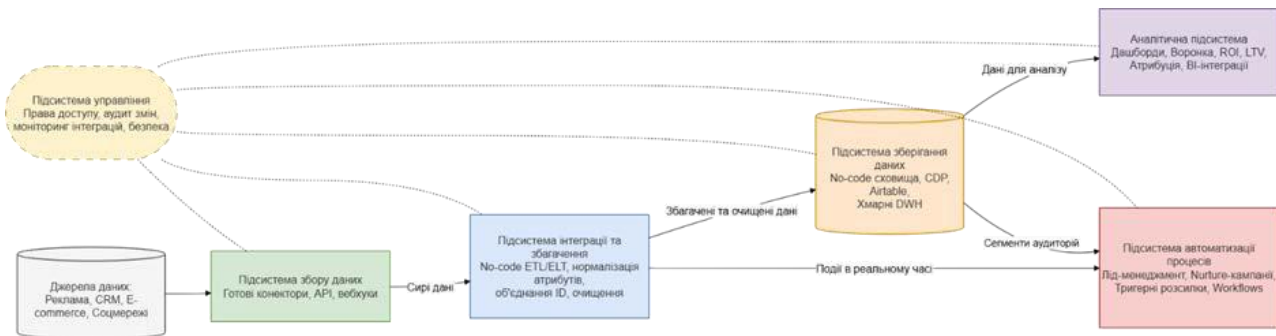 Підсистема управління
Права доступу, аудит змін,
моніторинг інтеграцій, безпека
Джерела даних:
Реклама, CRM, E-
commerce, Соцмережі
Підсистема збору даних
Готові конектори, API, вебхуки
Сирі дані
Підсистема інтеграції та
збагачення
No-code ETL/ELT, нормалізація
атрибутів,
об'єднання ID, очищення
Збагачені та очищені дані
Події в реальному часі
Підсистема зберігання
даних
No-code сховища, CDP,
Airtable,
Хмарні DWH
Дані для аналізу
Сегменти аудиторій
Аналітична підсистема
Дашборди, Воронка, ROI, LTV,
Атрибуція, BI-інтеграції
Підсистема автоматизації
процесів
Лід-менеджмент, Nurture-кампанії,
Тригерні розсилки, Workflows